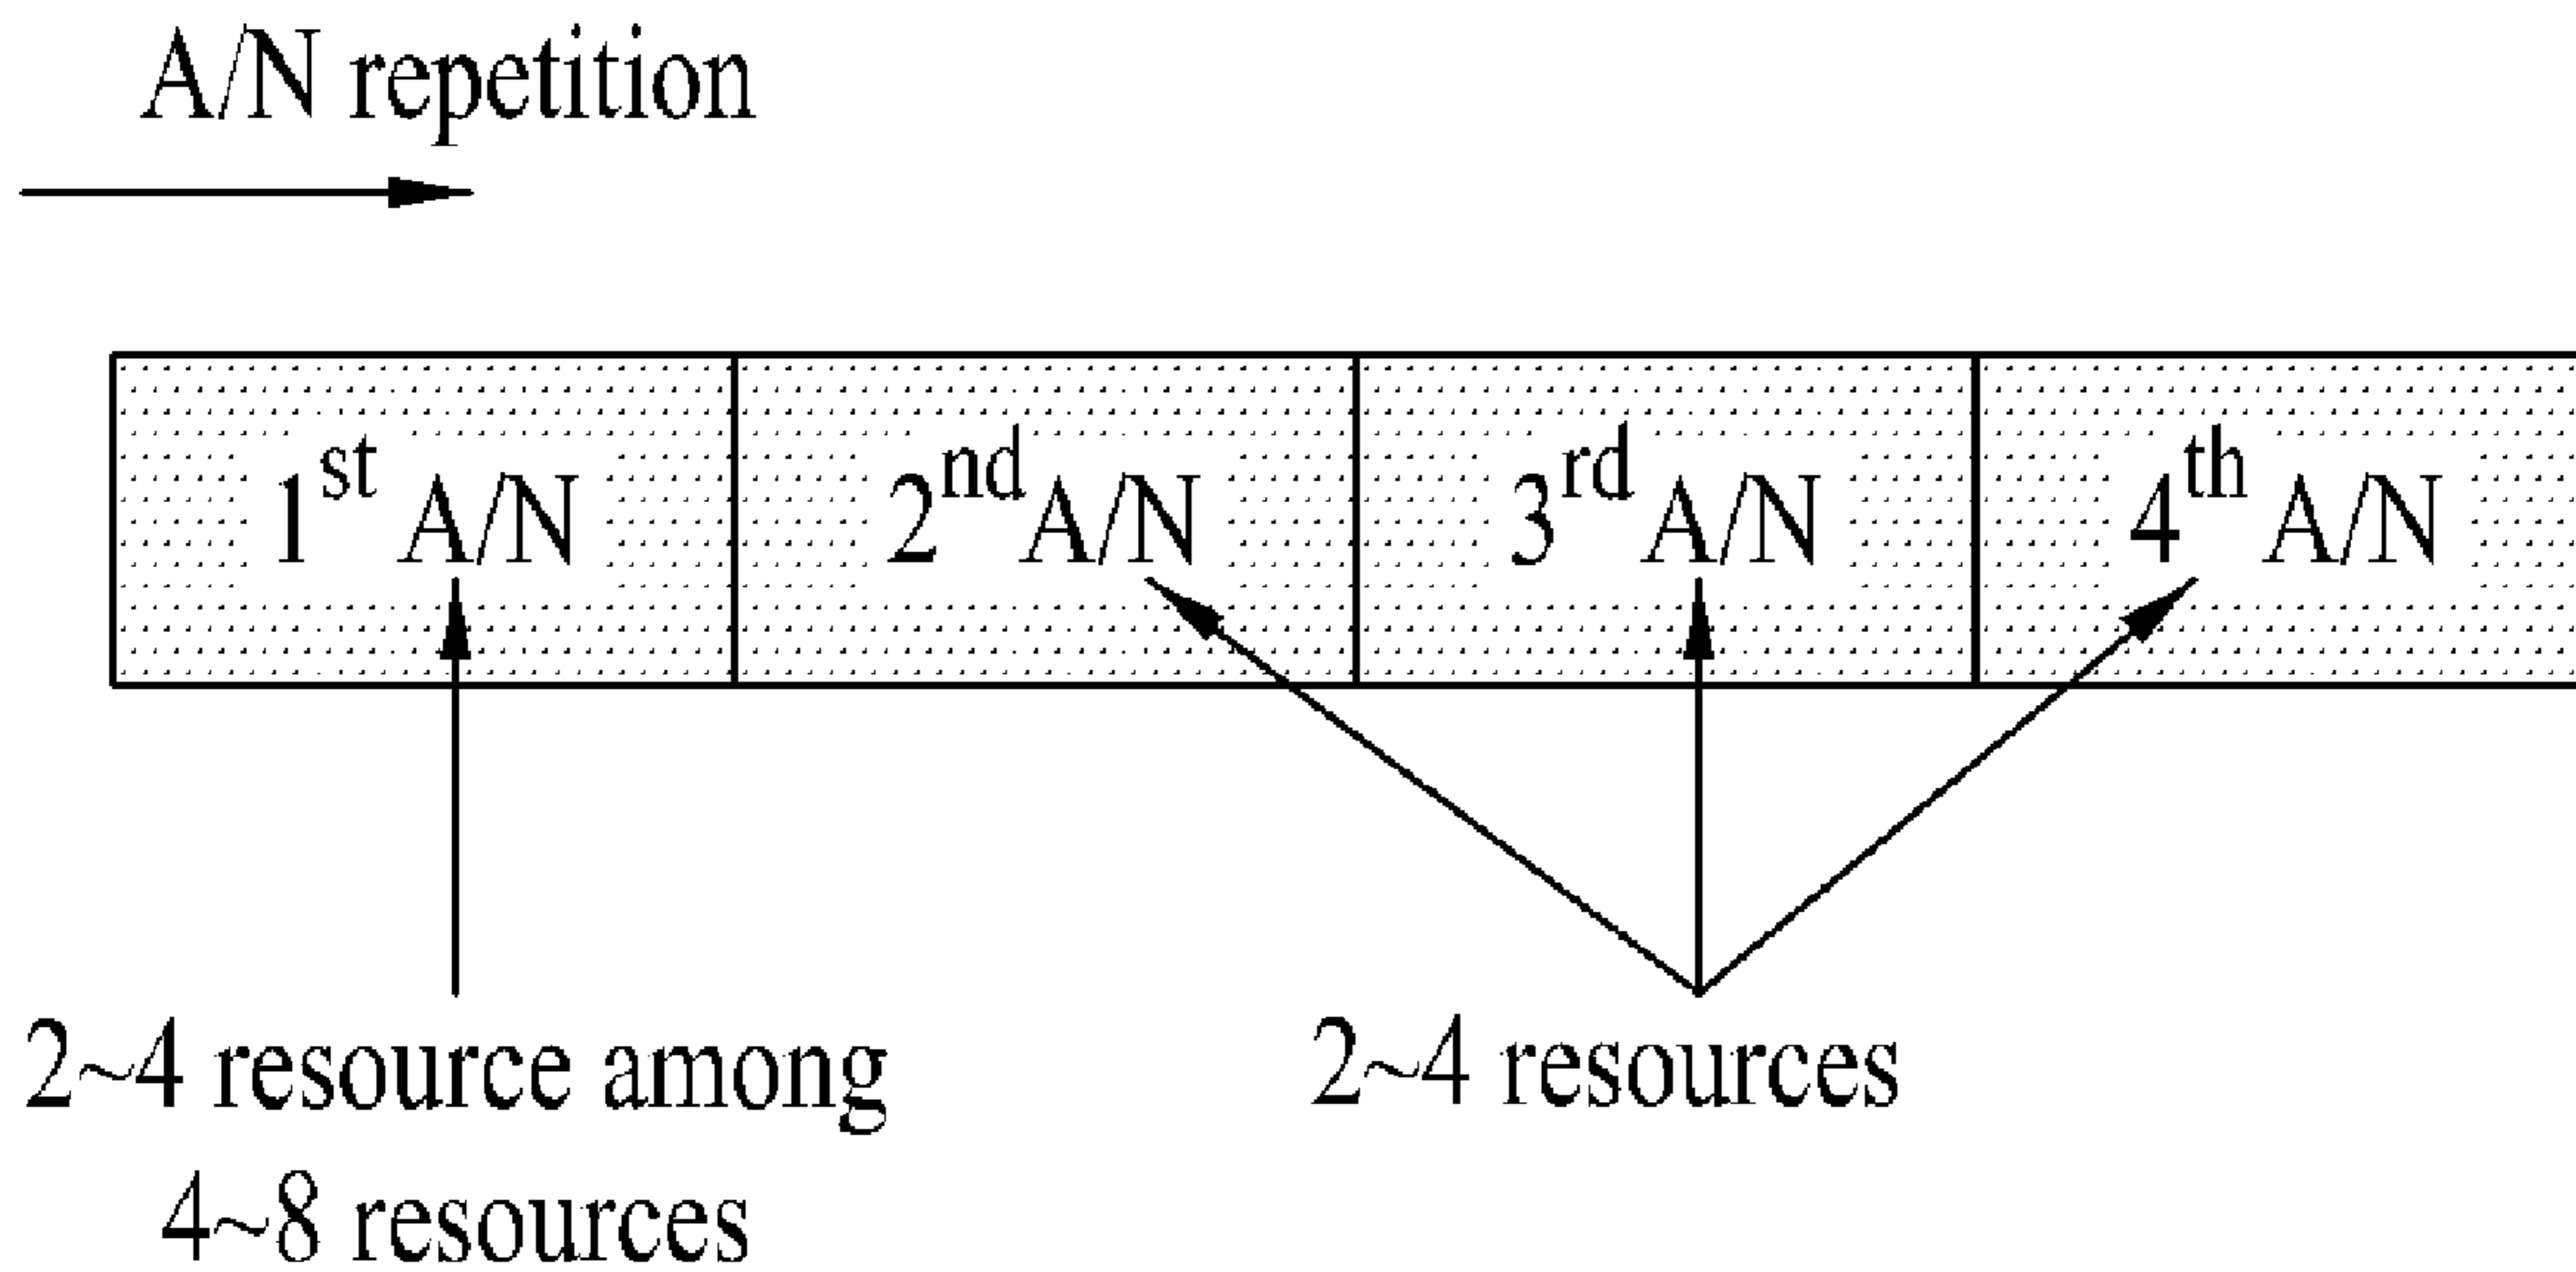 A/N repetition
1st A/N 2nd A/N 3rd A/N 4th A/N
2~4 resource among
4~8 resources
2~4 resources